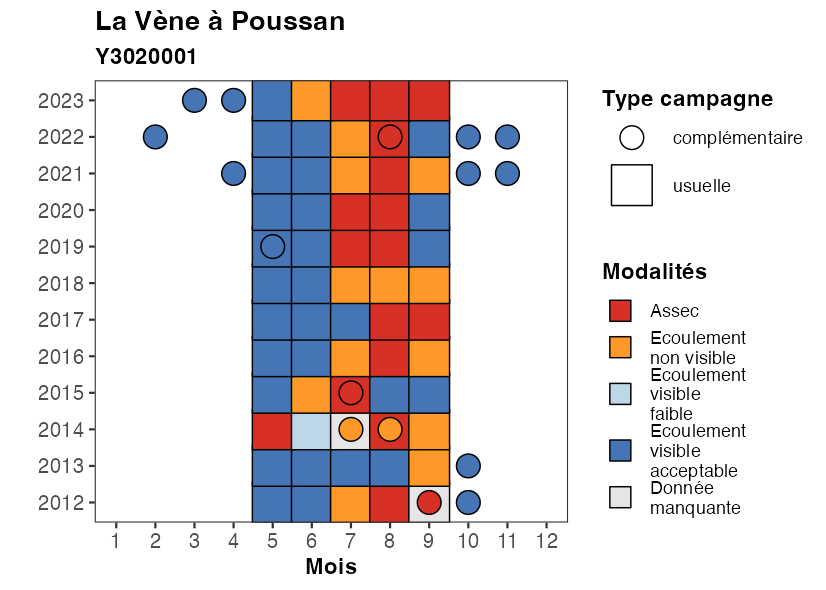 La Vène à Poussan
Y3020001
2023
2022
2021
2020
2019
2018
2017
2016
2015
2014
2013
2012
1 2 3 4 5 6 7 8 9 10 11 12
Mois
Type campagne
complémentaire
usuelle
Modalités
Assec
Ecoulement
non visible
Ecoulement
visible
faible
Ecoulement
visible
acceptable
Donnée
manquante